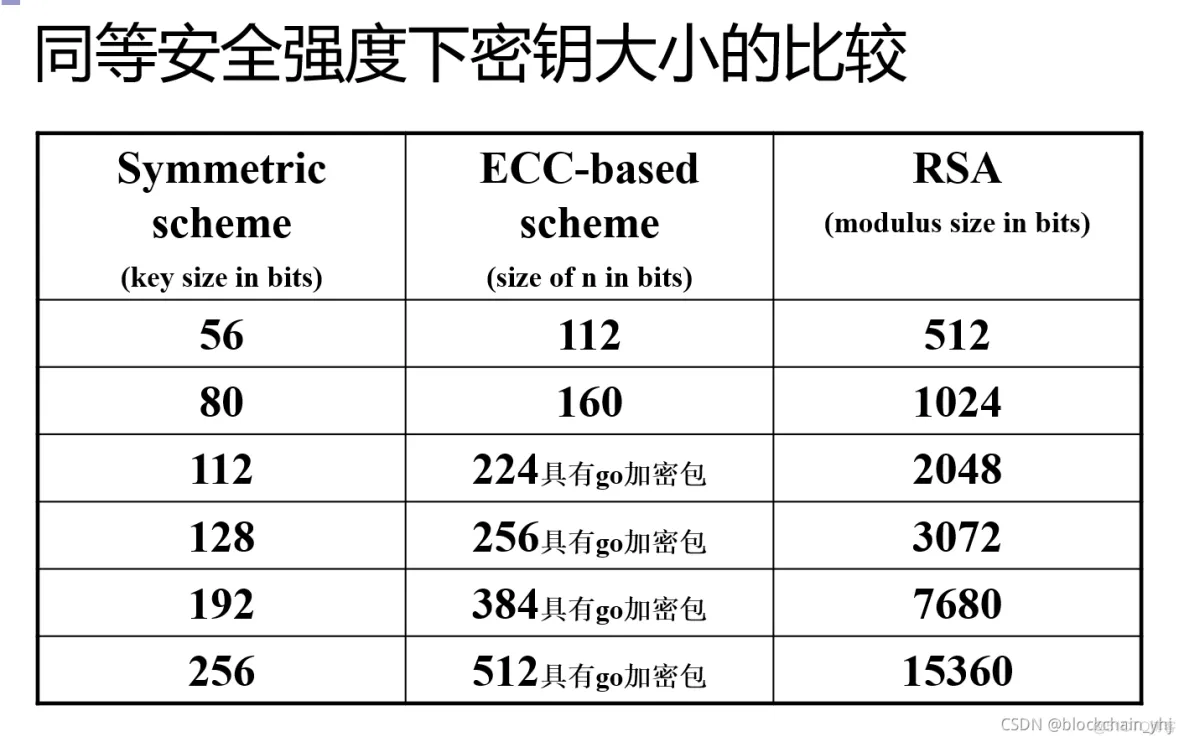 同等安全强度下密钥大小的比较
Symmetric
scheme
(key size in bits)
ECC-based
scheme
(size of n in bits)
RSA
(modulus size in bits)
56
112
512
80
160
1024
112
224具有go加密包
2048
128
256具有go加密包
3072
192
384具有go加密包
7680
256
512具有go加密包
15360
CSDN @blockchain_yhj